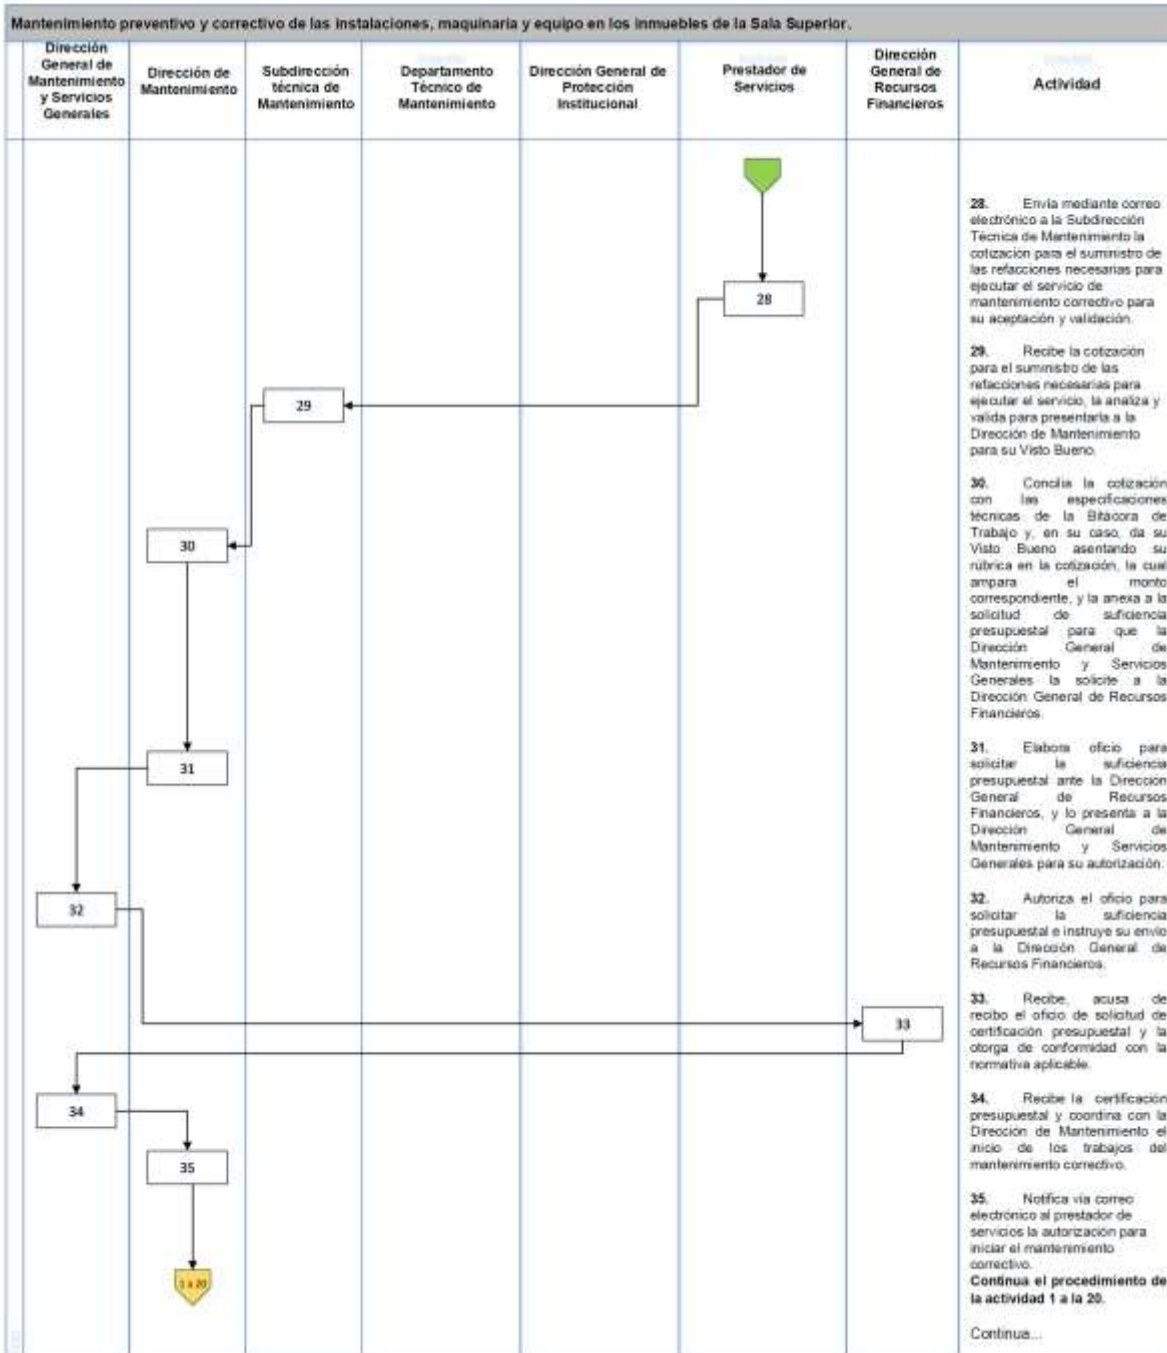 Mantenimiento preventivo y correctivo de las instalaciones, maquinaria y equipo en los inmuebles de la Sala Superior.
Dirección
General de
Mantenimiento
y Servicios
Generales
Dirección de
Mantenimiento
Subdirección
técnica de
Mantenimiento
Departamento
Técnico de
Mantenimiento
Dirección General de
Protección
Institucional
Prestador de
Servicios
Dirección
General de
Recursos
Financieros
Actividad
28
29
30
31
32
33
34
35
1 a 20
28. Envía mediante correo
electrónico a la Subdirección
Técnica de Mantenimiento la
cotización para el suministro de
las refacciones necesarias para
ejecutar el servicio de
mantenimiento correctivo para
su aceptación y validación.
29. Recibe la cotización
para el suministro de las
refacciones necesarias para
ejecutar el servicio, la analiza y
valida para presentarla a la
Dirección de Mantenimiento
para su Visto Bueno.
30. Concilia la cotización
con las especificaciones
técnicas de la Bitácora de
Trabajo y, en su caso, da su
Visto Bueno asentando su
rúbrica en la cotización, la cual
ampara el monto
correspondiente, y la anexa a la
solicitud de suficiencia
presupuestal para que la
Dirección General de
Mantenimiento y Servicios
Generales la solicite a la
Dirección General de Recursos
Financieros.
31. Elabora oficio para
solicitar la suficiencia
presupuestal ante la Dirección
General de Recursos
Financieros, y lo presenta a la
Dirección General de
Mantenimiento y Servicios
Generales para su autorización.
32. Autoriza el oficio para
solicitar la suficiencia
presupuestal e instruye su envío
a la Dirección General de
Recursos Financieros.
33. Recibe, acusa de
recibo el oficio de solicitud de
certificación presupuestal y la
otorga de conformidad con la
normativa aplicable.
34. Recibe la certificación
presupuestal y coordina con la
Dirección de Mantenimiento el
inicio de los trabajos del
mantenimiento correctivo.
35. Notifica vía correo
electrónico al prestador de
servicios la autorización para
iniciar el mantenimiento
correctivo.
Continua el procedimiento de
la actividad 1 a la 20.
Continua...